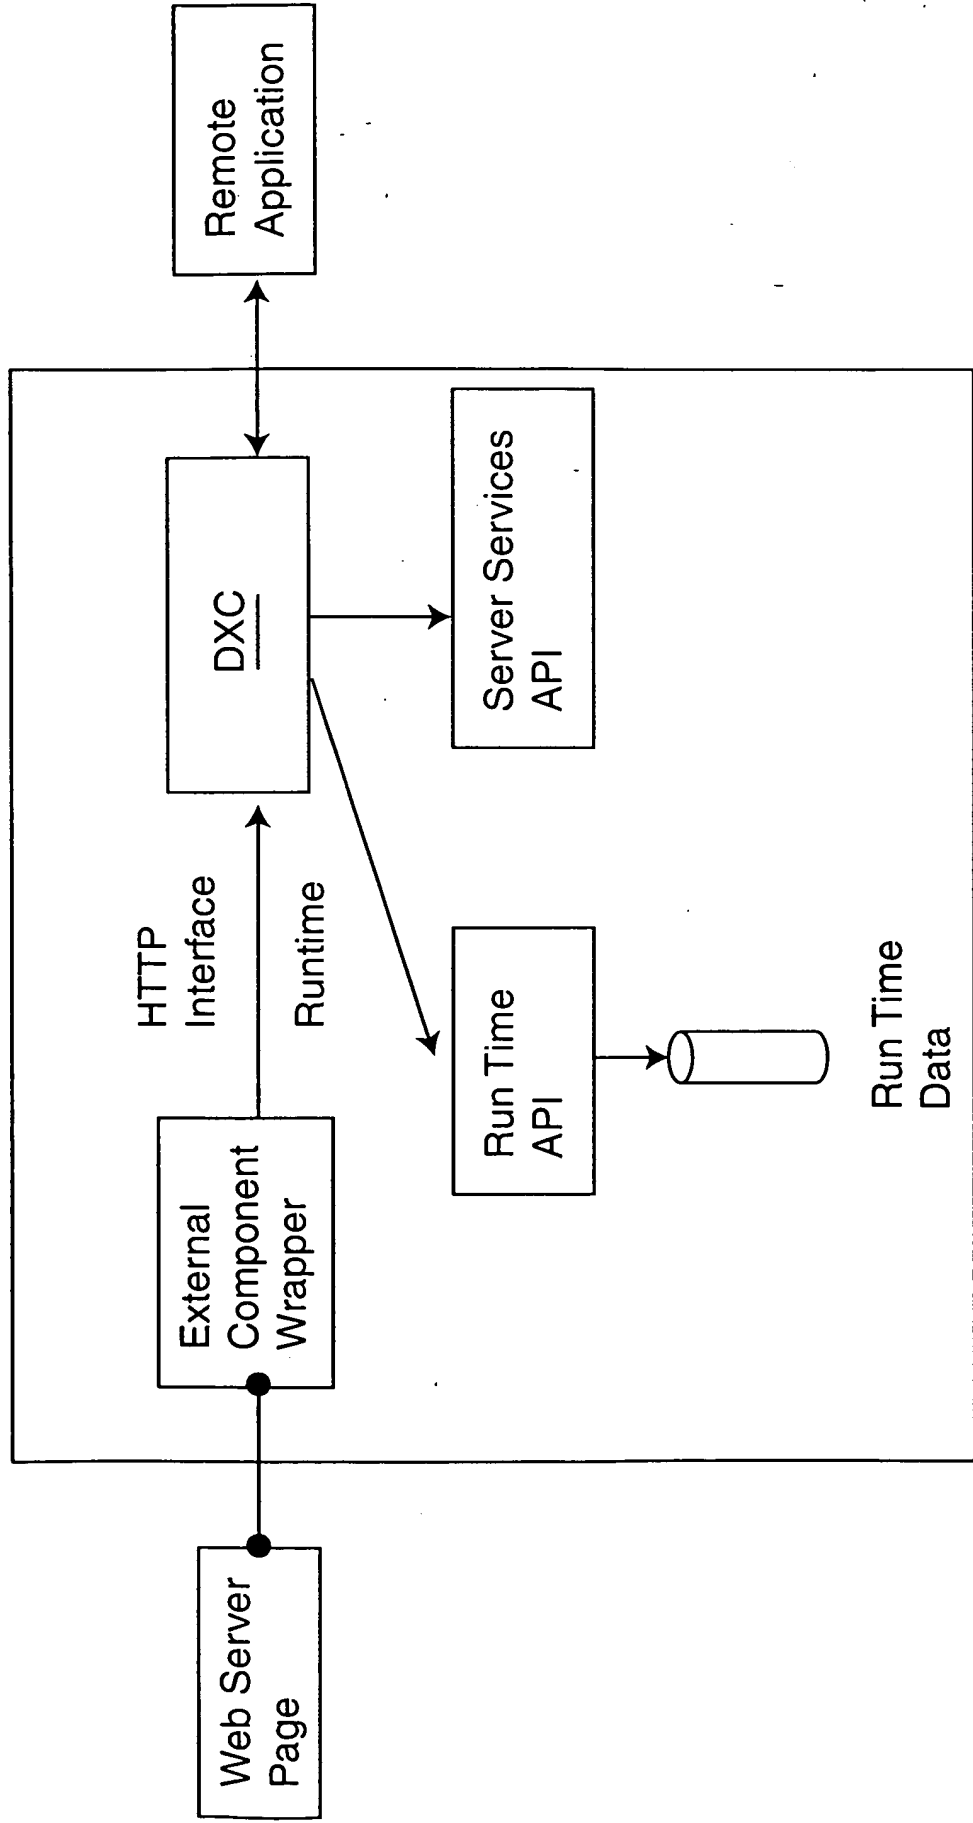 Web Server
Page
External
Component
Wrapper
HTTP
Interface
Runtime
DXC
Remote
Application
Run Time
API
Server Services
API
Run Time
Data